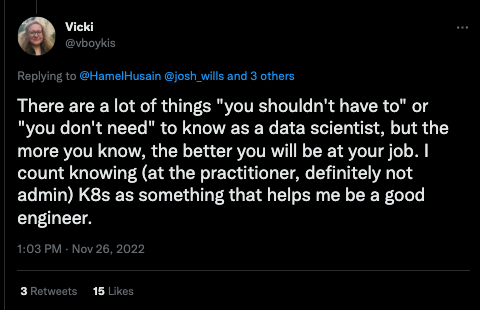 Vicki
@vboykis
Replying to @HamelHusain @josh_wills and 3 others
There are a lot of things "you shouldn't have to" or
"you don't need" to know as a data scientist, but the
more you know, the better you will be at your job. I
count knowing (at the practitioner, definitely not
admin) K8s as something that helps me be a good
engineer.
1:03 PM · Nov 26, 2022
3 Retweets 15 Likes